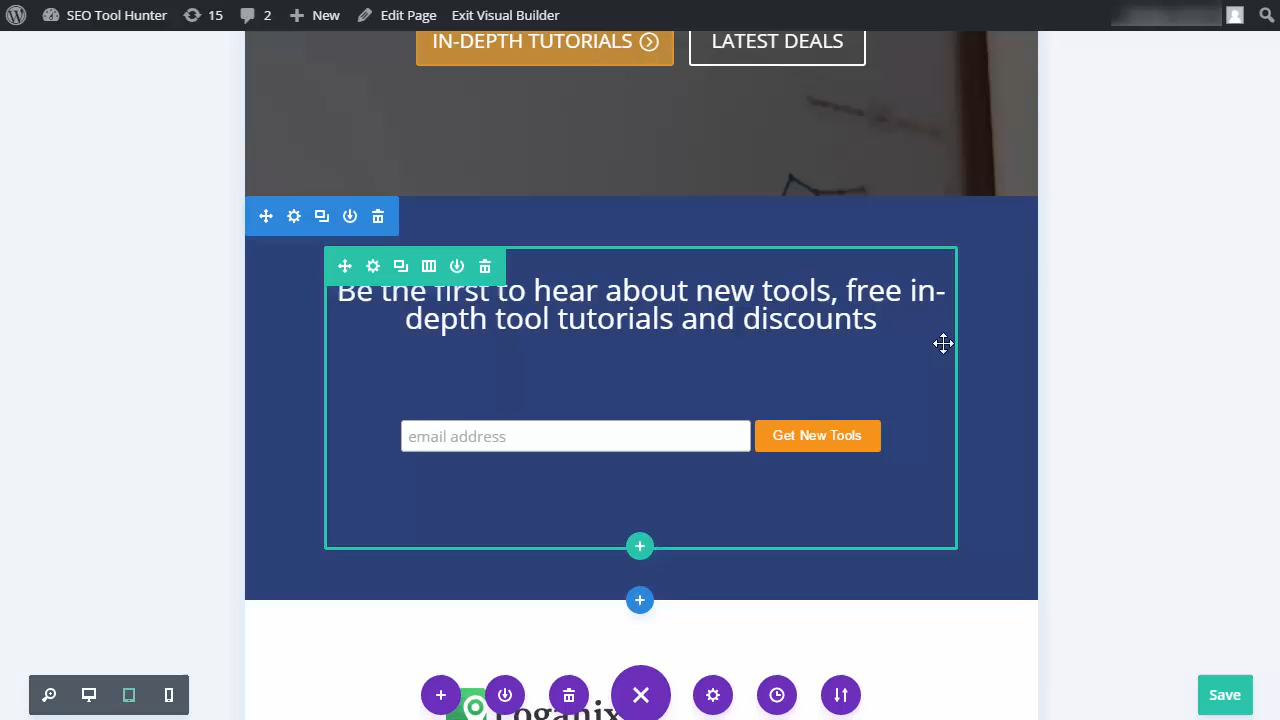 SEO Tool Hunter 15 2 New Edit Page Exit Visual Builder
IN-DEPTH TUTORIALS LATEST DEALS
Be the first to hear about new tools, free in-
depth tool tutorials and discounts
email address Get New Tools
Loganix
Save